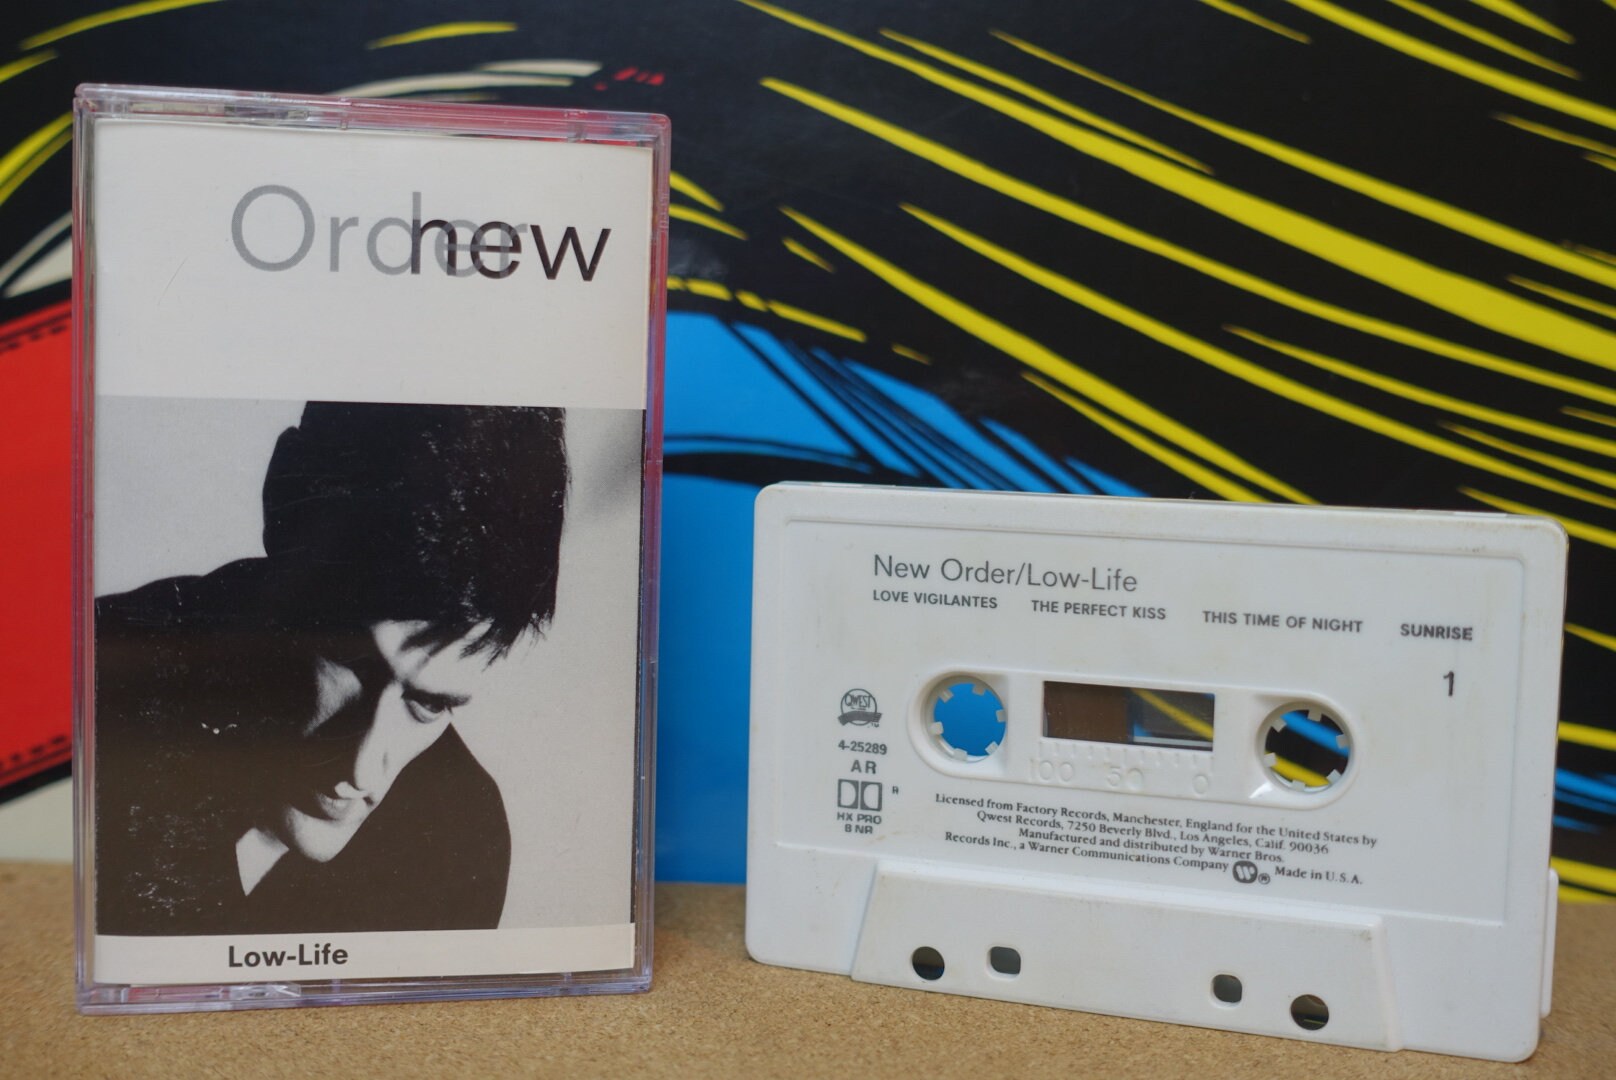 Order
new
Low-Life
New Order/Low-Life
LOVE VIGILANTES THE PERFECT KISS THIS TIME OF NIGHT SUNRISE
1
QWEST
4-25289
AR
HX PRO
B NR
100 50 0
Licensed from Factory Records, Manchester, England for the United States by
Qwest Records, 7250 Beverly Blvd., Los Angeles, Calif. 90036
Manufactured and distributed by Warner Bros.
Records Inc., a Warner Communications Company ® Made in U.S.A.